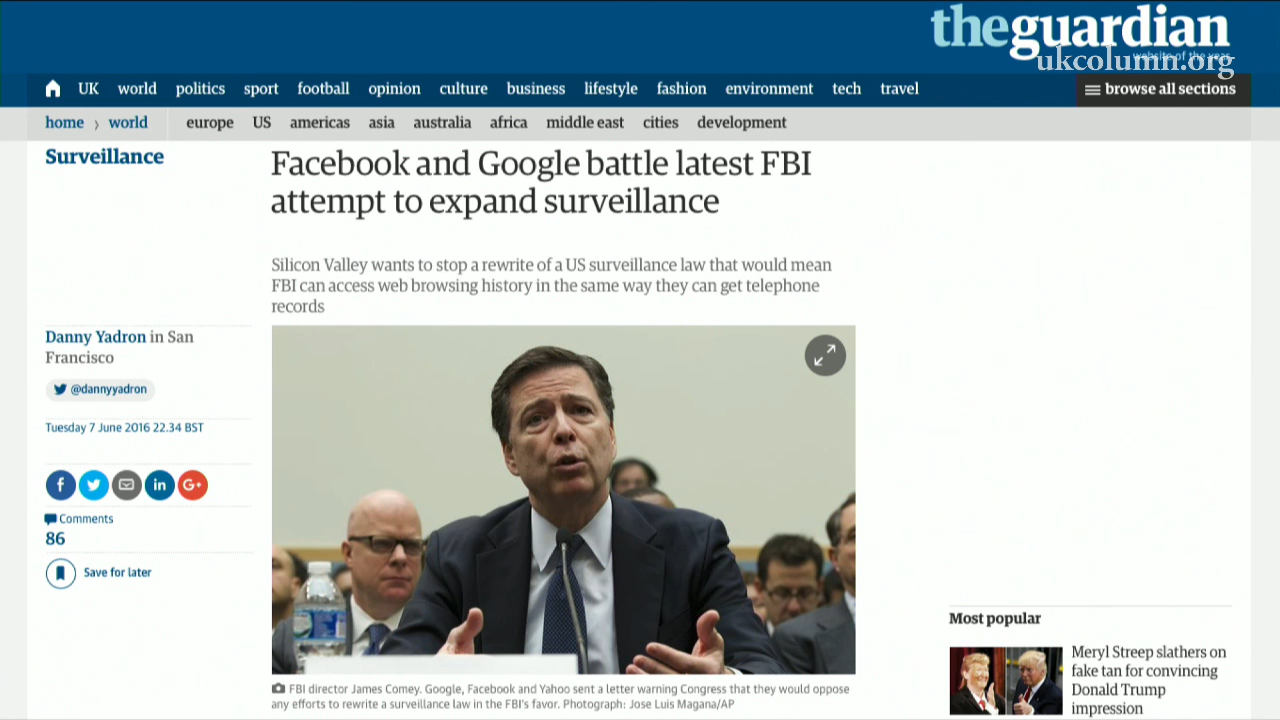 theguardian
website of the year
ukcolumn.org
UK world politics sport football opinion culture business lifestyle fashion environment tech travel browse all sections
home › world europe US americas asia australia africa middle east cities development
Surveillance
Facebook and Google battle latest FBI
attempt to expand surveillance
Silicon Valley wants to stop a rewrite of a US surveillance law that would mean
FBI can access web browsing history in the same way they can get telephone
records
Danny Yadron in San
Francisco
@dannyyadron
Tuesday 7 June 2016 22.34 BST
f in G+
Comments
86
Save for later
FBI director James Comey. Google, Facebook and Yahoo sent a letter warning Congress that they would oppose
any efforts to rewrite a surveillance law in the FBI's favor. Photograph: Jose Luis Magana/AP
Most popular
Meryl Streep slathers on
fake tan for convincing
Donald Trump
impression